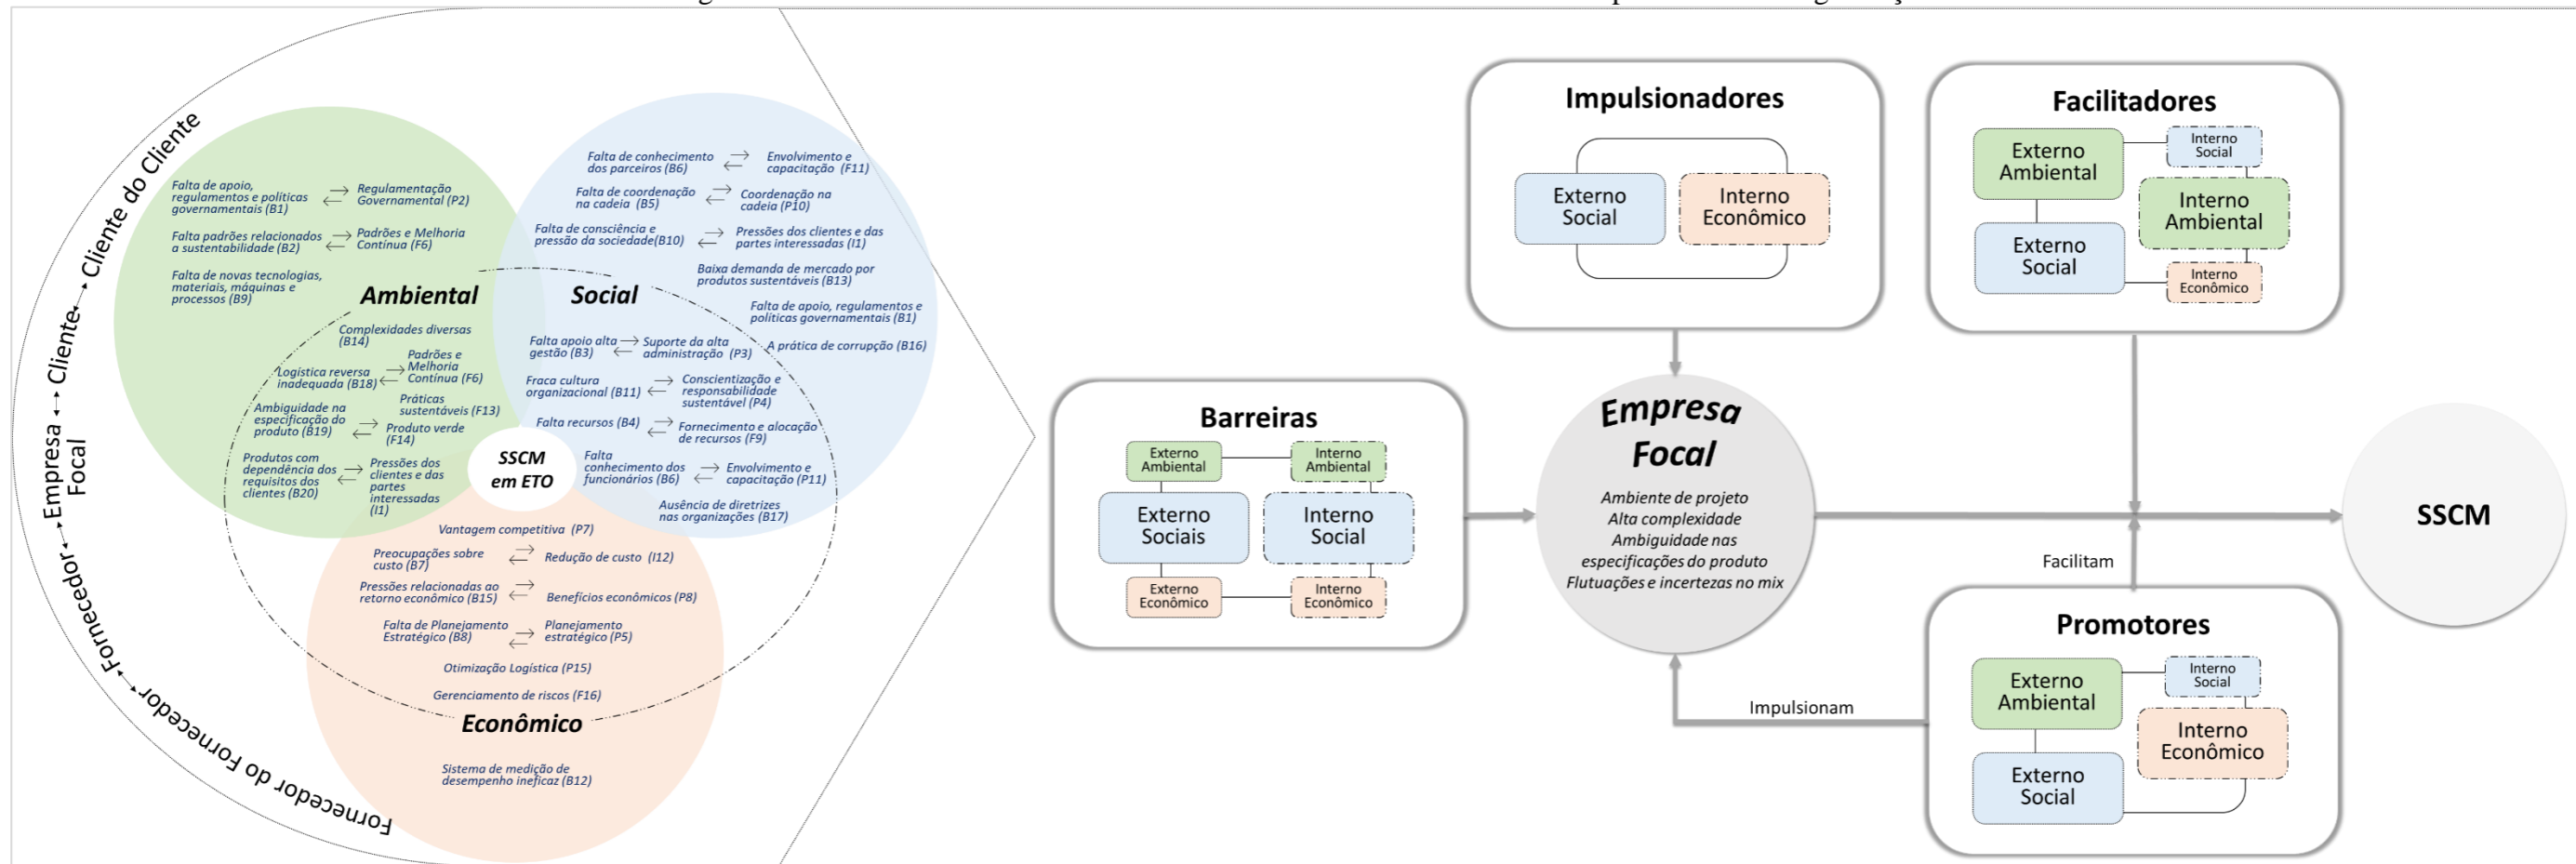 Cliente do Cliente
Cliente
Empresa
Focal
Fornecedor
Fornecedor do Fornecedor
Falta de apoio,
regulamentos e políticas
governamentais (B1)
Regulamentação
Governamental (P2)
Falta padrões relacionados
a sustentabilidade (B2)
Padrões e Melhoria
Contínua (F6)
Falta de novas tecnologias,
materiais, máquinas e
processos (B9)
Ambiental
Complexidades diversas
(B14)
Logística reversa
inadequada (B18)
Padrões e
Melhoria
Contínua (F6)
Ambiguidade na
especificação do
produto (B19)
Práticas
sustentáveis (F13)
Produto verde
(F14)
Produtos com
dependência dos
requisitos dos
clientes (B20)
Pressões dos
clientes e das
partes
interessadas
(I1)
Falta de conhecimento
dos parceiros (B6)
Envolvimento e
capacitação (F11)
Falta de coordenação
na cadeia (B5)
Coordenação na
cadeia (P10)
Falta de consciência e
pressão da sociedade(B10)
Pressões dos clientes e das
partes interessadas (I1)
Baixa demanda de mercado por
produtos sustentáveis (B13)
Social
Falta de apoio, regulamentos e
políticas governamentais (B1)
A prática de corrupção (B16)
Falta apoio alta
gestão (B3)
Suporte da alta
administração (P3)
Fraca cultura
organizacional (B11)
Conscientização e
responsabilidade
sustentável (P4)
Falta recursos (B4)
Fornecimento e alocação
de recursos (F9)
Falta
conhecimento dos
funcionários (B6)
Envolvimento e
capacitação (P11)
Ausência de diretrizes
nas organizações (B17)
SSCM
em ETO
Vantagem competitiva (P7)
Preocupações sobre
custo (B7)
Redução de custo (I12)
Pressões relacionadas ao
retorno econômico (B15)
Benefícios econômicos (P8)
Falta de Planejamento
Estratégico (B8)
Planejamento
estratégico (P5)
Otimização Logística (P15)
Gerenciamento de riscos (F16)
Econômico
Sistema de medição de
desempenho ineficaz (B12)
Barreiras
Externo
Ambiental
Interno
Ambiental
Externo
Sociais
Interno
Social
Externo
Econômico
Interno
Econômico
Impulsionadores
Externo
Social
Interno
Econômico
Empresa
Focal
Ambiente de projeto
Alta complexidade
Ambiguidade nas
especificações do produto
Flutuações e incertezas no mix
Facilitadores
Externo
Ambiental
Interno
Social
Interno
Ambiental
Externo
Social
Interno
Econômico
Facilitam
Impulsionam
Promotores
Externo
Ambiental
Interno
Social
Interno
Econômico
Externo
Social
SSCM